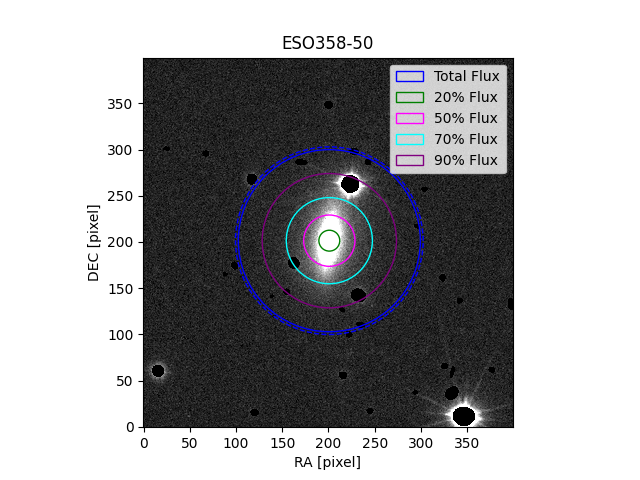 ESO358-50
Total Flux
20% Flux
50% Flux
70% Flux
90% Flux
350
300
250
200
150
100
50
0
DEC [pixel]
0 50 100 150 200 250 300 350
RA [pixel]